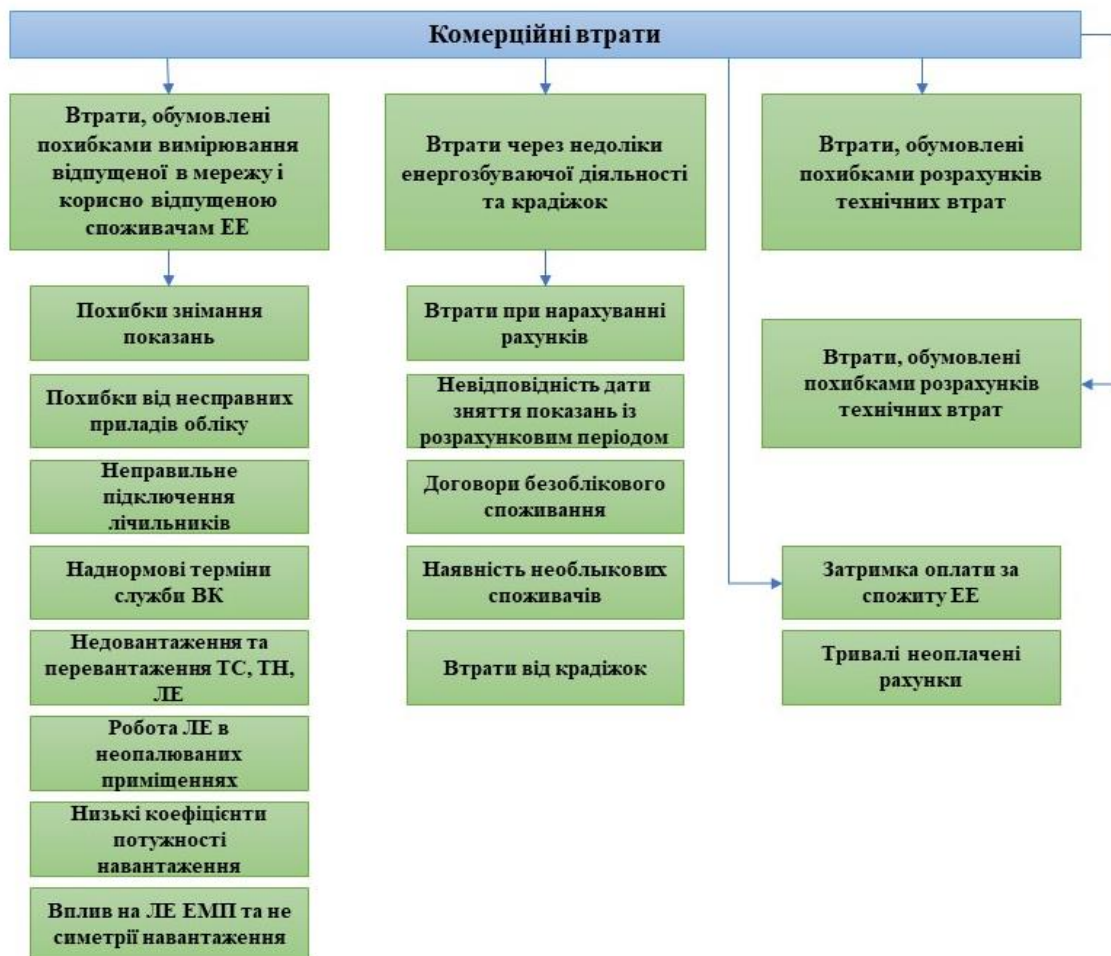 Комерційні втрати
Втрати, обумовлені
похибками вимірювання
відпущеної в мережу і
корисно відпущеною
споживачам ЕЕ
Похибки знімання
показань
Похибки від несправних
приладів обліку
Неправильне
підключення
лічильників
Наднормові терміни
служби ВК
Недовантаження та
перевантаження ТС, ТН,
ЛЕ
Робота ЛЕ в
неопалюваних
приміщеннях
Низькі коефіцієнти
потужності
навантаження
Вплив на ЛЕ ЕМП та не
симетрії навантаження
Втрати через недоліки
енергозбуваючої діяльності
та крадіжок
Втрати при нарахуванні
рахунків
Невідповідність дати
зняття показань із
розрахунковим періодом
Договори безоблікового
споживання
Наявність необлыкових
споживачів
Втрати від крадіжок
Втрати, обумовлені
похибками розрахунків
технічних втрат
Втрати, обумовлені
похибками розрахунків
технічних втрат
Затримка оплати за
спожиту ЕЕ
Тривалі неоплачені
рахунки